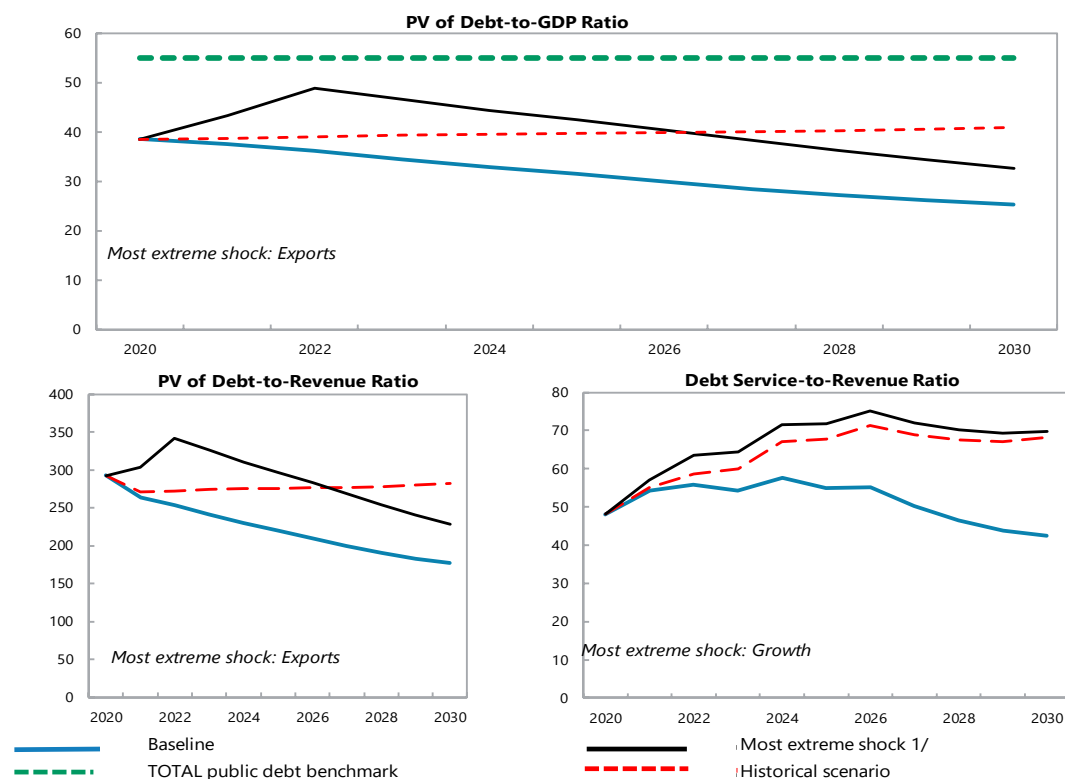 PV of Debt-to-GDP Ratio
60
50
40
30
20
10
0
Most extreme shock: Exports
2020 2022 2024 2026 2028 2030
PV of Debt-to-Revenue Ratio
400
350
300
250
200
150
100
50
0
Most extreme shock: Exports
2020 2022 2024 2026 2028 2030
Debt Service-to-Revenue Ratio
80
70
60
50
40
30
20
10
0
Most extreme shock: Growth
2020 2022 2024 2026 2028 2030
Baseline
TOTAL public debt benchmark
Most extreme shock 1/
Historical scenario